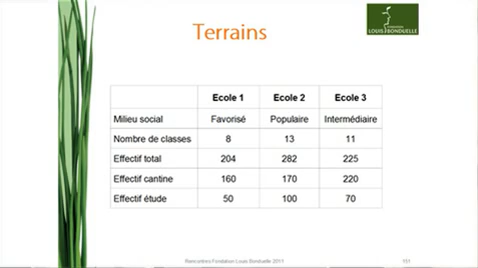 Terrains
FONDATION
LOUIS BONDUELLE
Ecole 1 Ecole 2 Ecole 3
Milieu social Favorisé Populaire Intermédiaire
Nombre de classes 8 13 11
Effectif total 204 282 225
Effectif cantine 160 170 220
Effectif étude 50 100 70
Rencontres Fondation Louis Bonduelle 2011 151